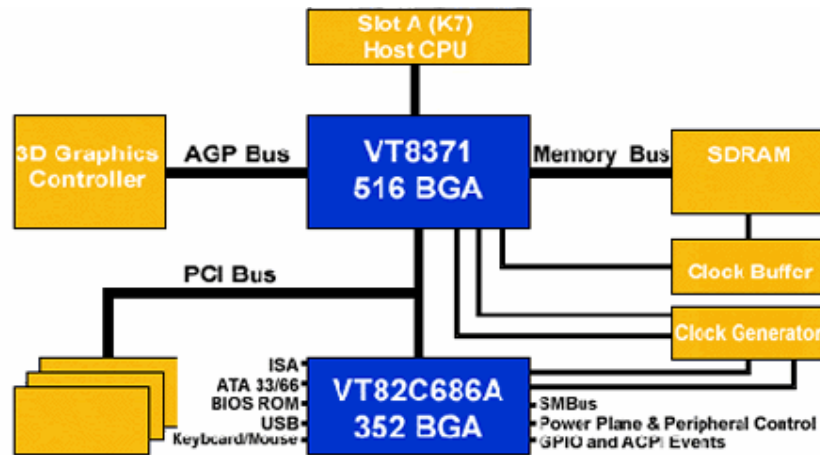 Slot A (K7)
Host CPU
3D Graphics
Controller
AGP Bus
VT8371
516 BGA
Memory Bus
SDRAM
Clock Buffer
PCI Bus
Clock Generator
ISA
ATA 33/66
BIOS ROM
USB
Keyboard/Mouse
VT82C686A
352 BGA
SMBus
Power Plane & Peripheral Control
GPIO and ACPI Events